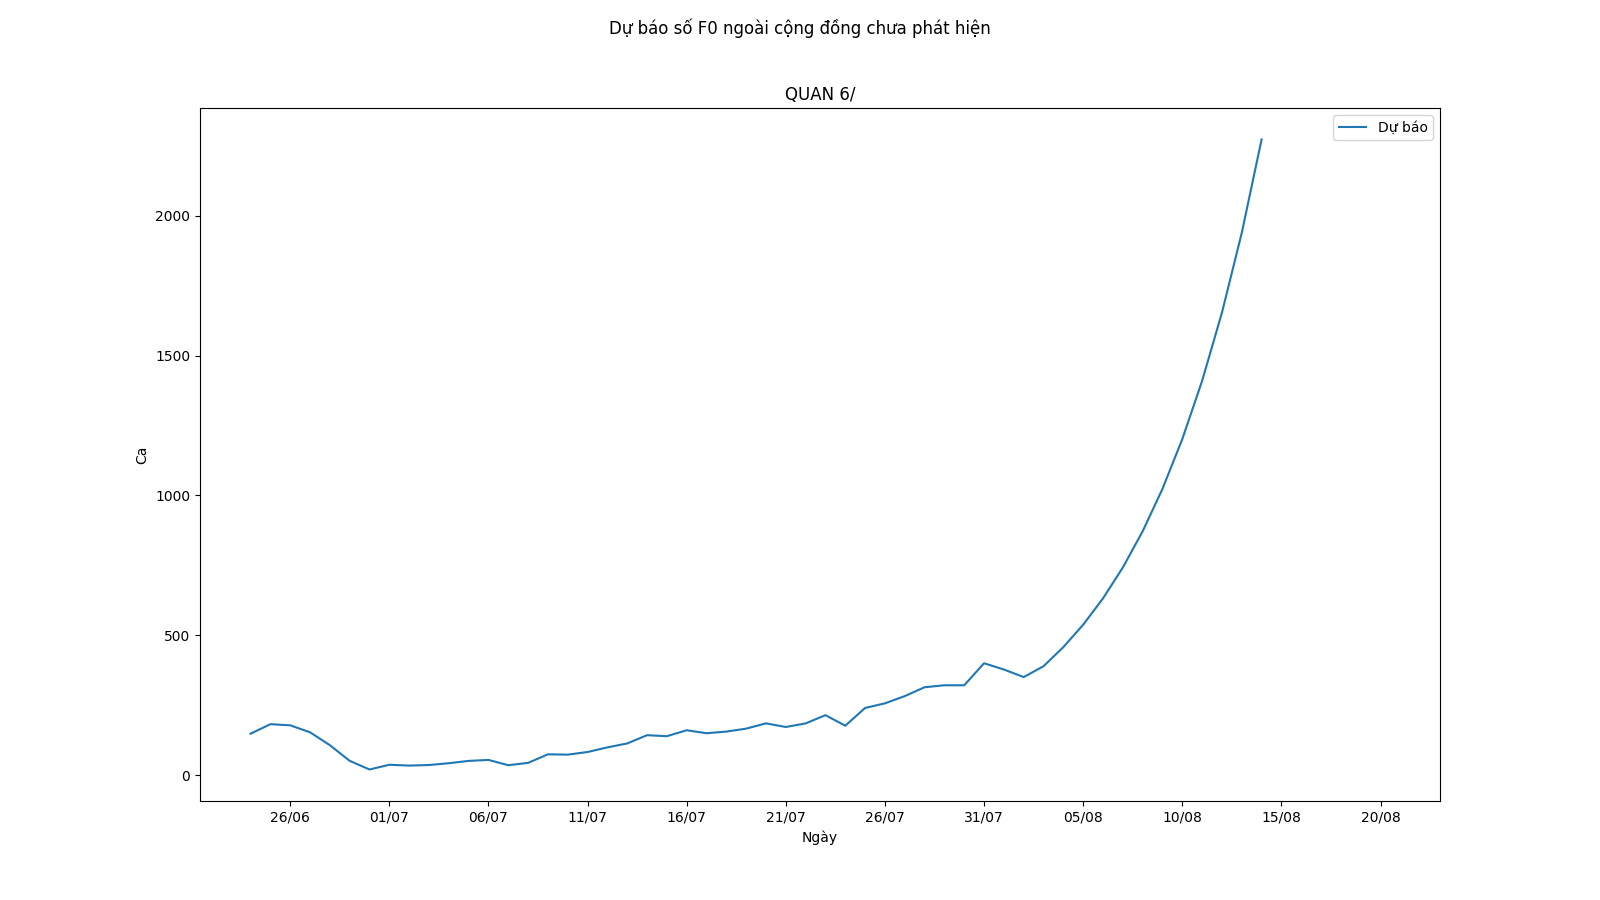 Dự báo số F0 ngoài cộng đồng chưa phát hiện
QUAN 6/
Dự báo
2000
1500
1000
500
0
Ca
26/06 01/07 06/07 11/07 16/07 21/07 26/07 31/07 05/08 10/08 15/08 20/08
Ngày